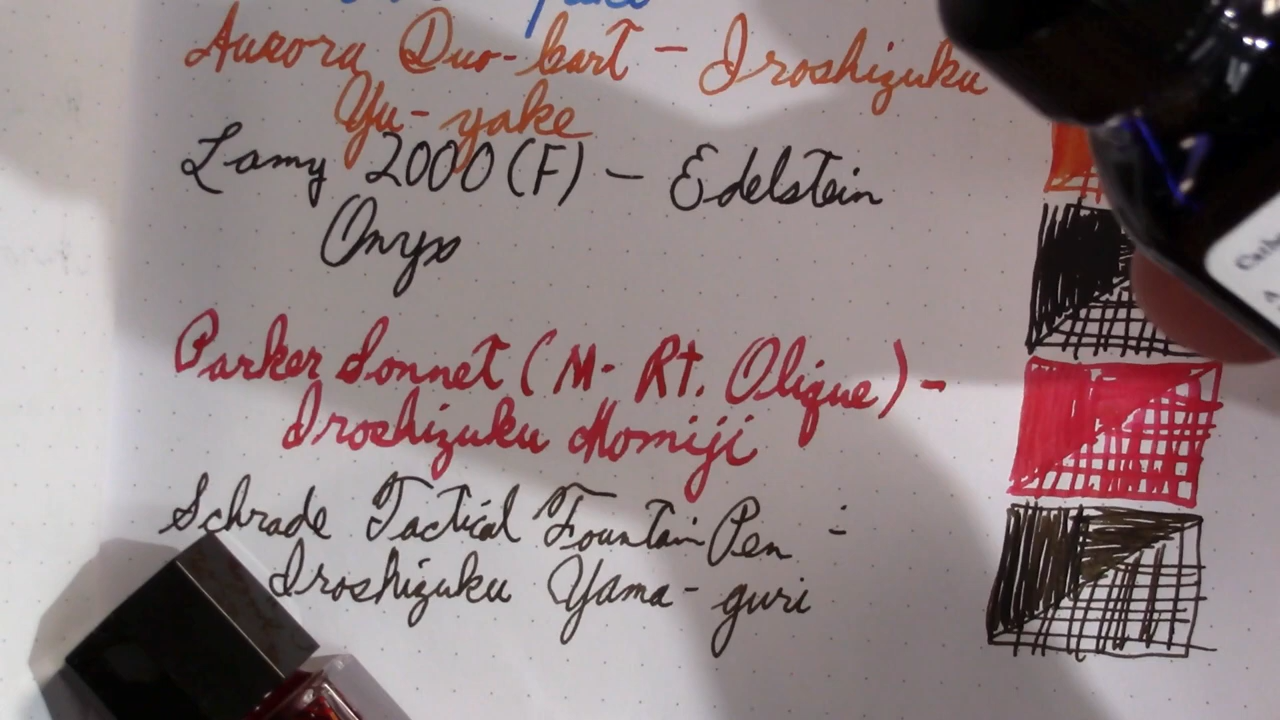 Aurora Duo-cart - Iroshizuku
Yu-yake
Lamy 2000 (F) - Edelstein
Onyx
Parker Sonnet (M- Rt. Olique) -
Iroshizuku Momiji
Schrade Tactical Fountain Pen -
Iroshizuku Yama-guri